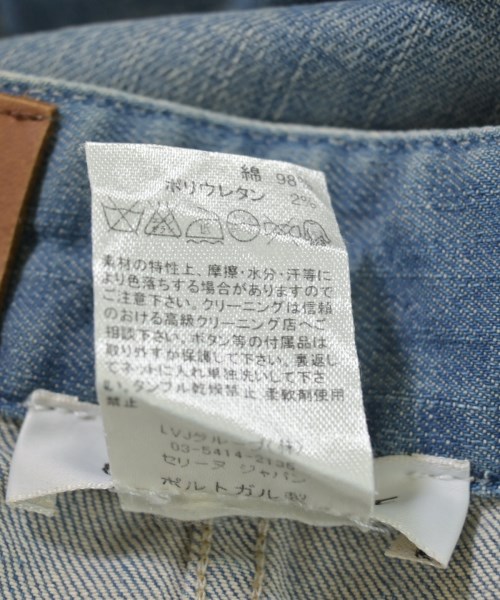 綿 98%
ポリウレタン 2%
素材の特性上、摩擦・水分・汗等に
より色落ちする場合がありますので
ご注意下さい。クリーニングは信頼
のおける高級クリーニング店へご
相談下さい。ボタン等の付属品は
取り外すか保護して下さい。裏返し
てネットに入れ単独洗いして下さ
い。タンブル乾燥禁止、柔軟剤使用
禁止
LVJグループ(株)
03-5414-2136
セリーヌ ジャパン
ポルトガル製